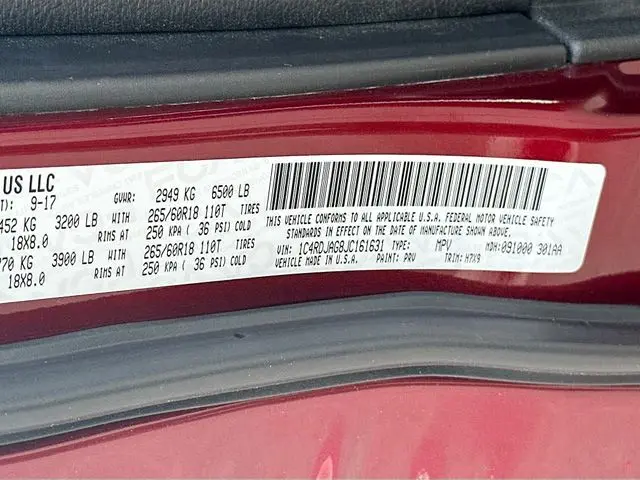 US LLC
T): 9-17 GVWR: 2949 KG 6500 LB
452 KG 3200 LB WITH 265/60R18 110T TIRES
18X8.0 RIMS AT 250 KPA ( 36 PSI) COLD
770 KG 3900 LB WITH 265/60R18 110T TIRES
18X8.0 RIMS AT 250 KPA ( 36 PSI) COLD
THIS VEHICLE CONFORMS TO ALL APPLICABLE U.S.A. FEDERAL MOTOR VEHICLE SAFETY
STANDARDS IN EFFECT ON THE DATE OF MANUFACTURE SHOWN ABOVE.
VIN: 1C4RDJAG8JC161631 TYPE: MPV MDH: 091000 301AA
VEHICLE MADE IN U.S.A. PAINT: PRV TRIM: H7X9